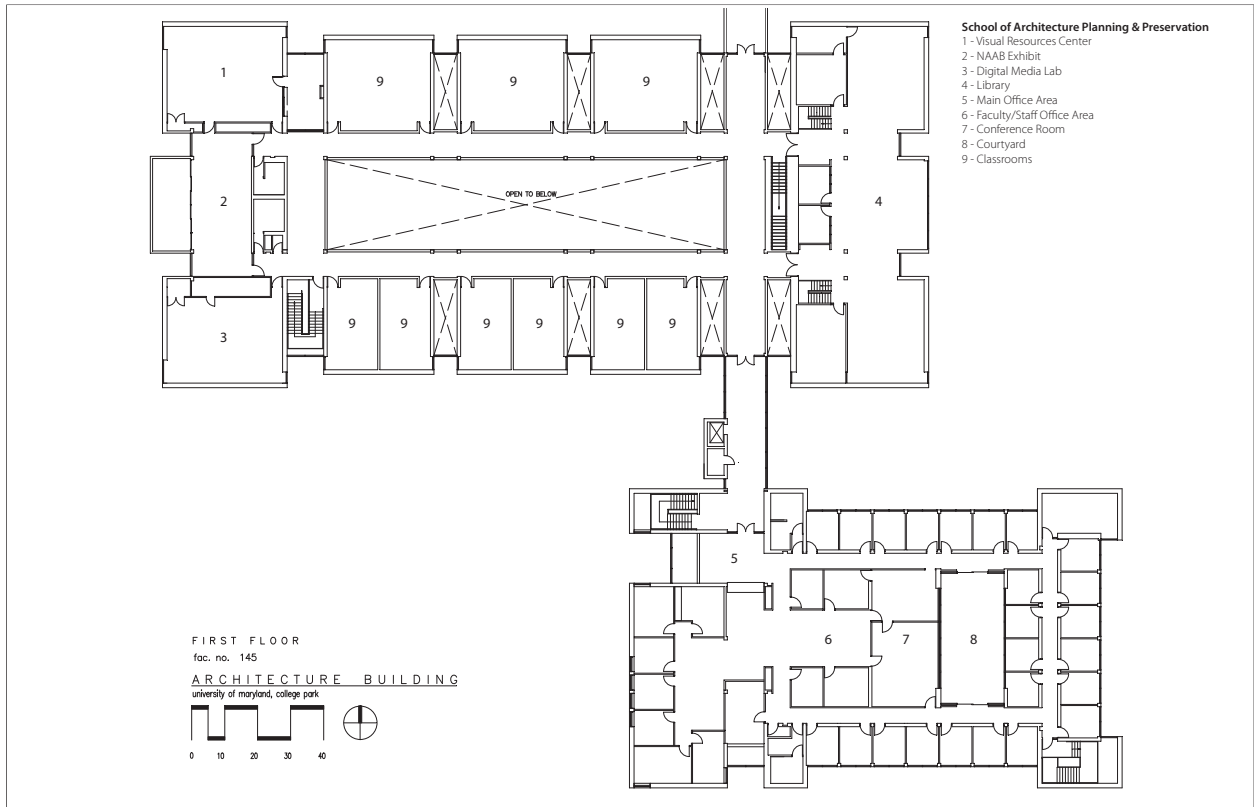 School of Architecture Planning & Preservation
1 - Visual Resources Center
2 - NAAB Exhibit
3 - Digital Media Lab
4 - Library
5 - Main Office Area
6 - Faculty/Staff Office Area
7 - Conference Room
8 - Courtyard
9 - Classrooms
1
9
9
9
OPEN TO BELOW
2
4
3
9
9
9
9
9
9
5
6
7
8
FIRST FLOOR
fac. no. 145
ARCHITECTURE BUILDING
university of maryland, college park
0 10 20 30 40